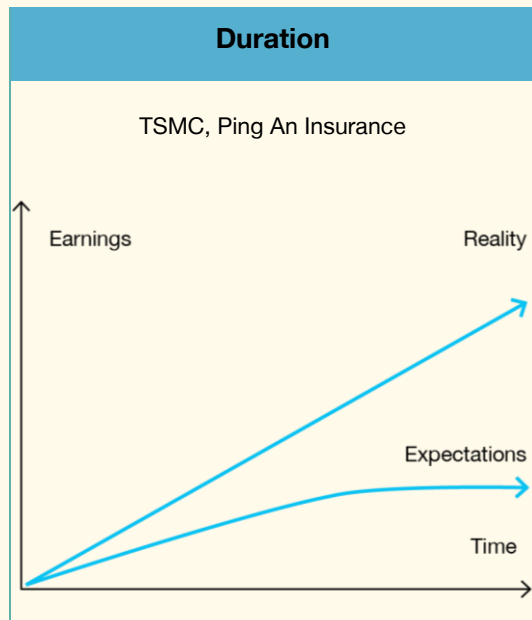 Duration
TSMC, Ping An Insurance
Earnings
Reality
Expectations
Time